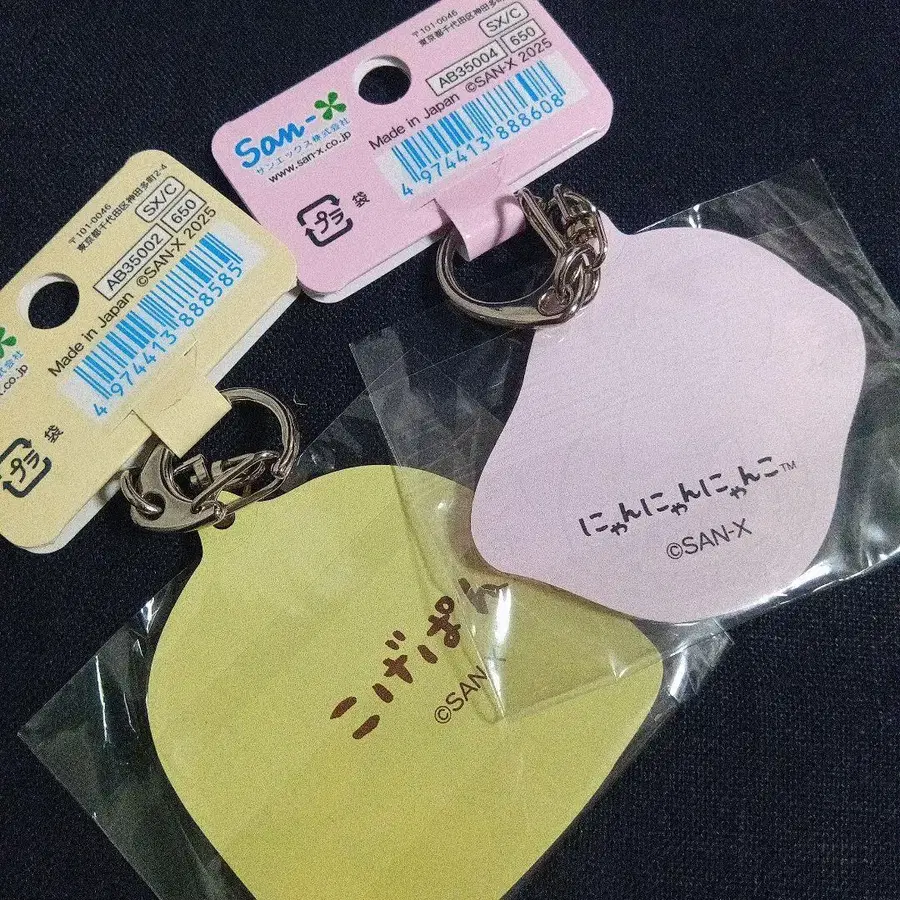 〒101-0046
東京都千代田区神田多町2-4
SX/C
AB35002
650
Made in Japan ©SAN-X 2025
4 974413 888585
プラ
袋
こげぱん
©SAN
San-X
サンエックス株式会社
www.san-x.co.jp
〒101-0046
東京都千代田区神田
SX/C
AB35004
650
Made in Japan ©SAN-X 2025
4 974413 888608
プラ
袋
にゃんにゃんにゃんこ™
©SAN-X